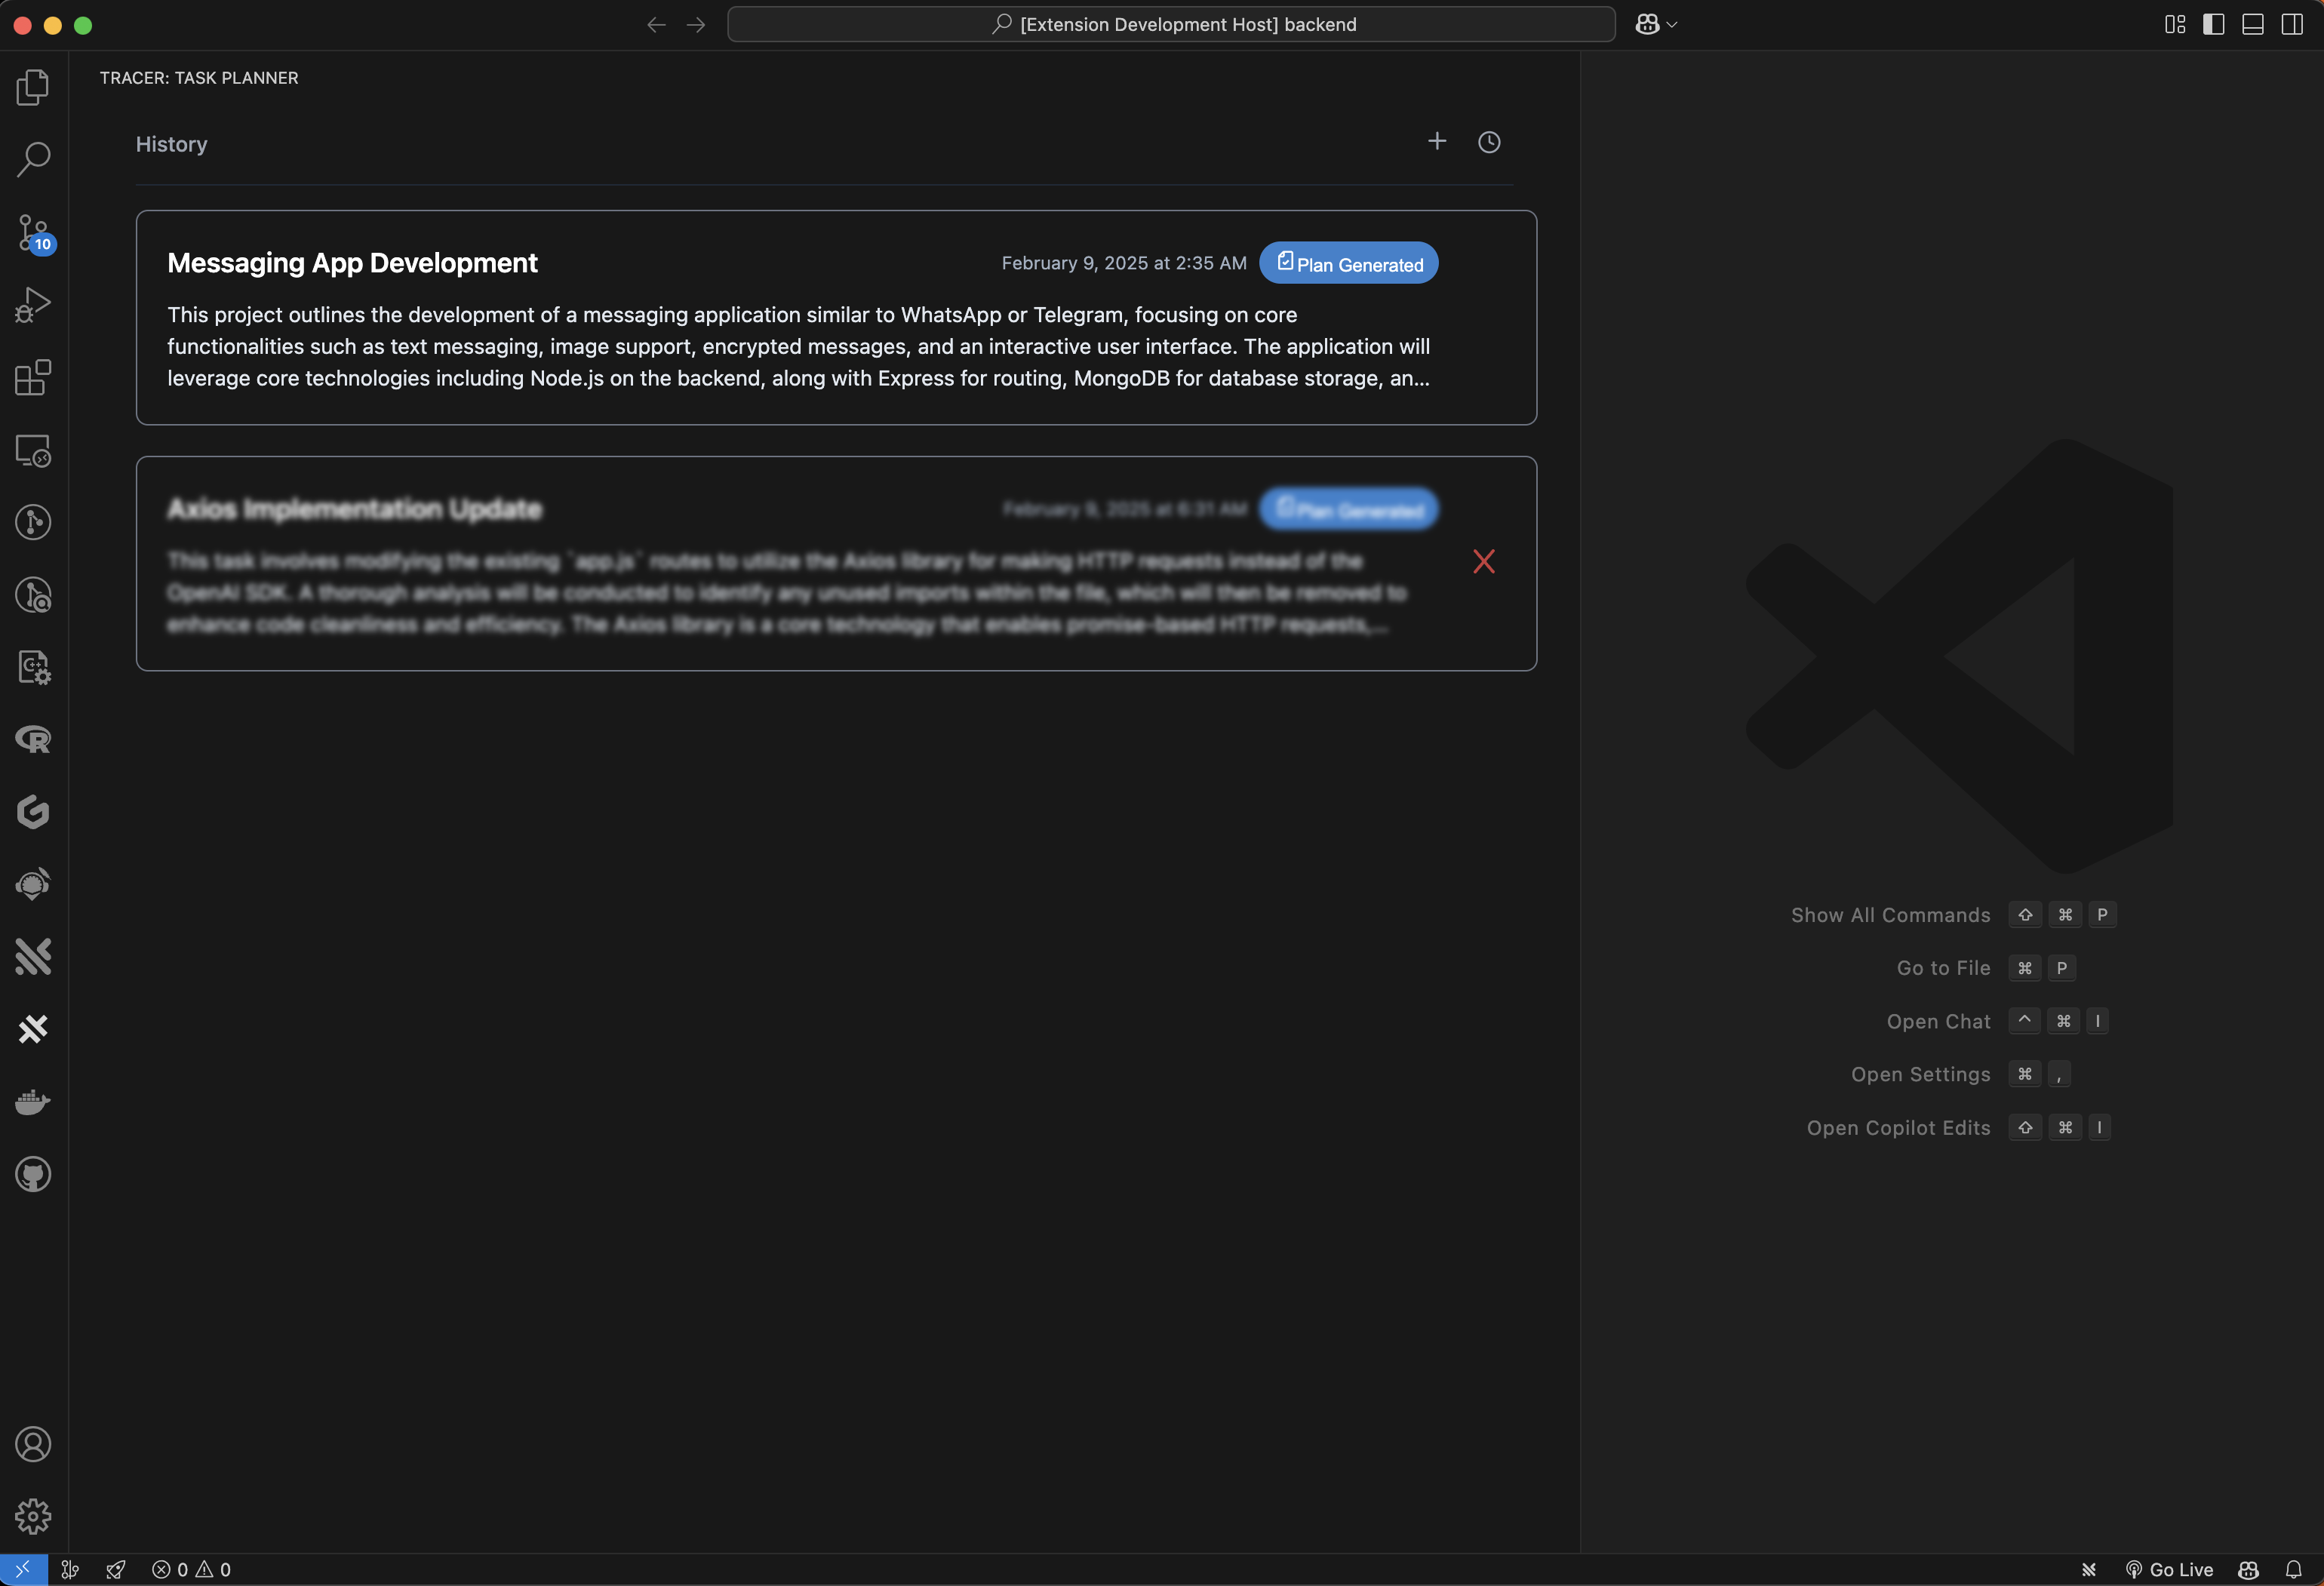 [Extension Development Host] backend
TRACER: TASK PLANNER
History
Messaging App Development
February 9, 2025 at 2:35 AM
Plan Generated
This project outlines the development of a messaging application similar to WhatsApp or Telegram, focusing on core
functionalities such as text messaging, image support, encrypted messages, and an interactive user interface. The application will
leverage core technologies including Node.js on the backend, along with Express for routing, MongoDB for database storage, an...
Axios Implementation Update
February 9, 2025 at 6:31 AM
Plan Generated
This task involves modifying the existing `app.js` routes to utilize the Axios library for making HTTP requests instead of the
OpenAI SDK. A thorough analysis will be conducted to identify any unused imports within the file, which will then be removed to
enhance code cleanliness and efficiency. The Axios library is a core technology that enables promise-based HTTP requests,...
10
C++
R
Show All Commands ⇧ ⌘ P
Go to File ⌘ P
Open Chat ^ ⌘ I
Open Settings ⌘ ,
Open Copilot Edits ⇧ ⌘ I
0 0
Go Live